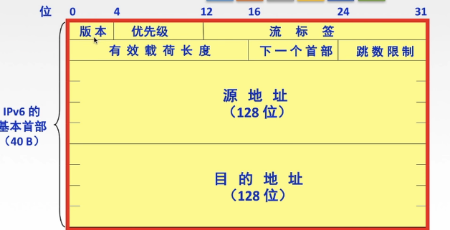 位 0 4 12 16 24 31
版本 优先级 流标签
有效载荷长度 下一个首部 跳数限制
源地址
(128 位)
IPv6 的
基本首部
(40 B)
目的地址
(128 位)